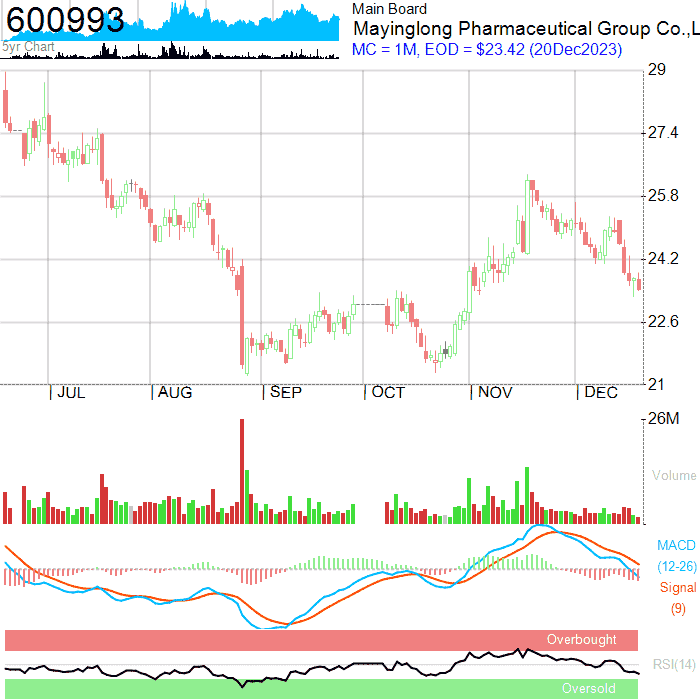 600993
5yr Chart
Main Board
Mayinglong Pharmaceutical Group Co.,L
MC = 1M, EOD = $23.42 (20Dec2023)
29
27.4
25.8
24.2
22.6
21
JUL
AUG
SEP
OCT
NOV
DEC
26M
Volume
MACD
(12-26)
Signal
(9)
Overbought
RSI(14)
Oversold